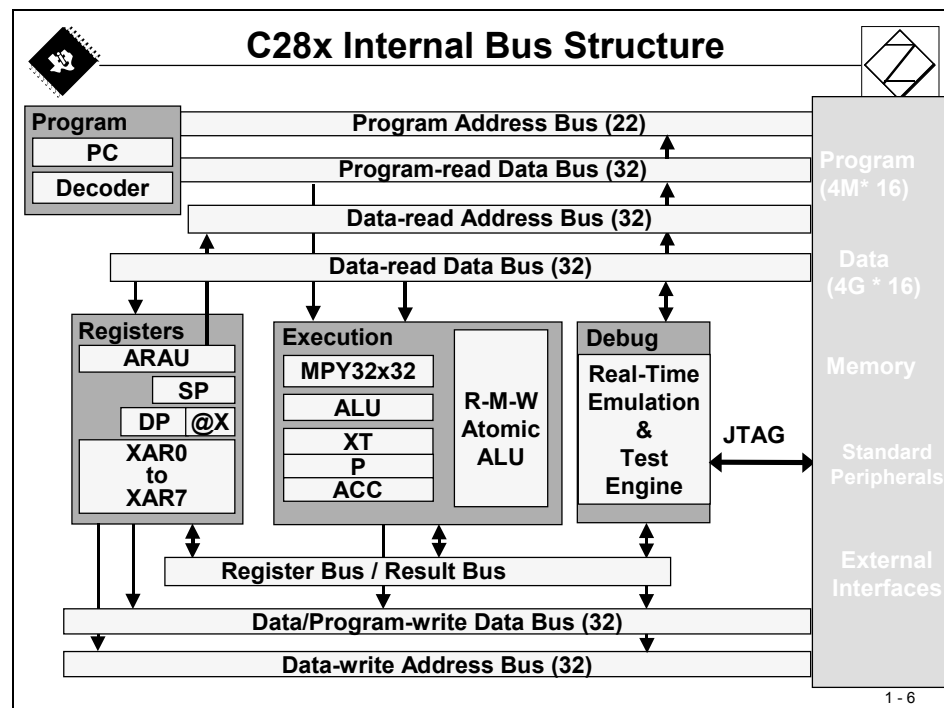 C28x Internal Bus Structure
Program
PC
Decoder
Program Address Bus (22)
Program-read Data Bus (32)
Data-read Address Bus (32)
Data-read Data Bus (32)
Program
(4M* 16)
Data
(4G * 16)
Memory
Standard
Peripherals
External
Interfaces
Registers
ARAU
SP
DP
@X
XAR0
to
XAR7
Execution
MPY32x32
ALU
XT
P
ACC
R-M-W
Atomic
ALU
Debug
Real-Time
Emulation
&
Test
Engine
JTAG
Register Bus / Result Bus
Data/Program-write Data Bus (32)
Data-write Address Bus (32)
1 - 6